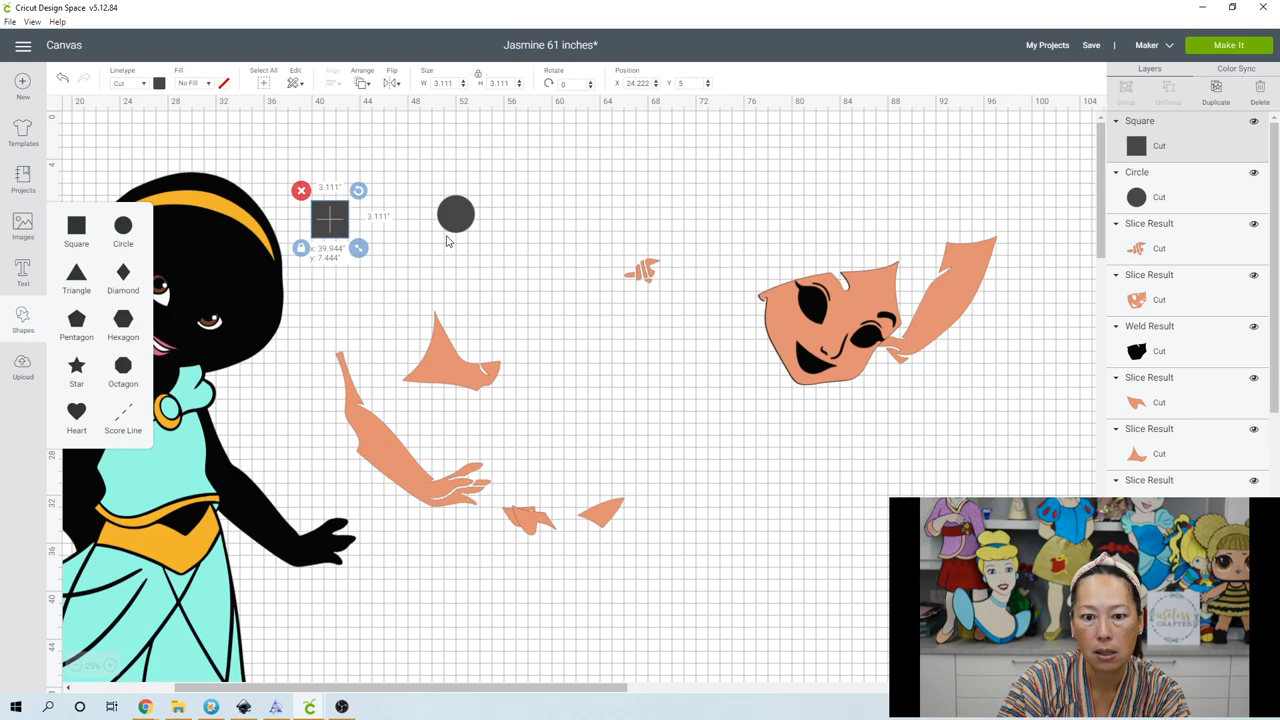 Cricut Design Space v5.12.84
File View Help
Canvas
Jasmine 61 inches*
My Projects Save | Maker Make It
Linetype Fill Select All Edit Align Arrange Flip Size Rotate Position
Cut No Fill W 3.111 H 3.111 0 X 24.222 Y 5
Layers Color Sync
Group UnGroup Duplicate Delete
New
Templates
Projects
Images
Text
Shapes
Upload
20 24 28 32 36 40 44 48 52 56 60 64 68 72 76 80 84 88 92 96 100 104
0
4
28
32
36
40
44
Square Circle
Triangle Diamond
Pentagon Hexagon
Star Octagon
Heart Score Line
3.111"
3.111"
x: 39.944"
y: 7.444"
25%
Square
Cut
Circle
Cut
Slice Result
Cut
Slice Result
Cut
Weld Result
Cut
Slice Result
Cut
Slice Result
Cut
Slice Result
useless
CRAFTER